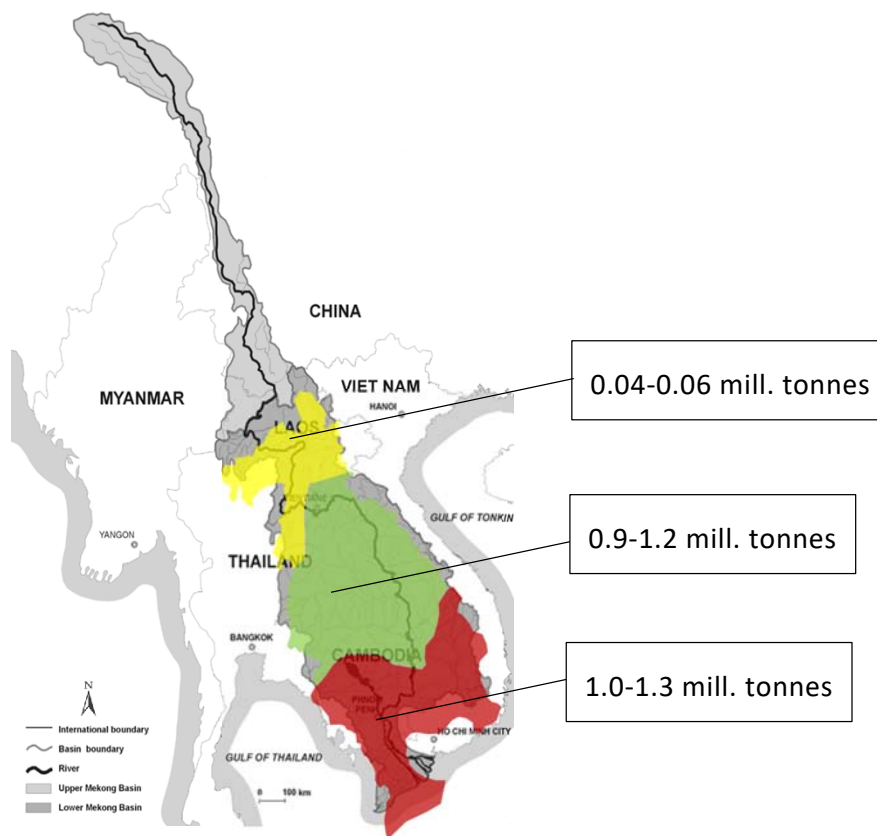 CHINA
MYANMAR
VIET NAM
HANOI
LAOS
0.04-0.06 mill. tonnes
GULF OF TONKIN
YANGON
THAILAND
0.9-1.2 mill. tonnes
BANGKOK
CAMBODIA
PHNOM
PENH
1.0-1.3 mill. tonnes
HO CHI MINH CITY
GULF OF THAILAND
N
International boundary
Basin boundary
River
Upper Mekong Basin
Lower Mekong Basin
0 100 km